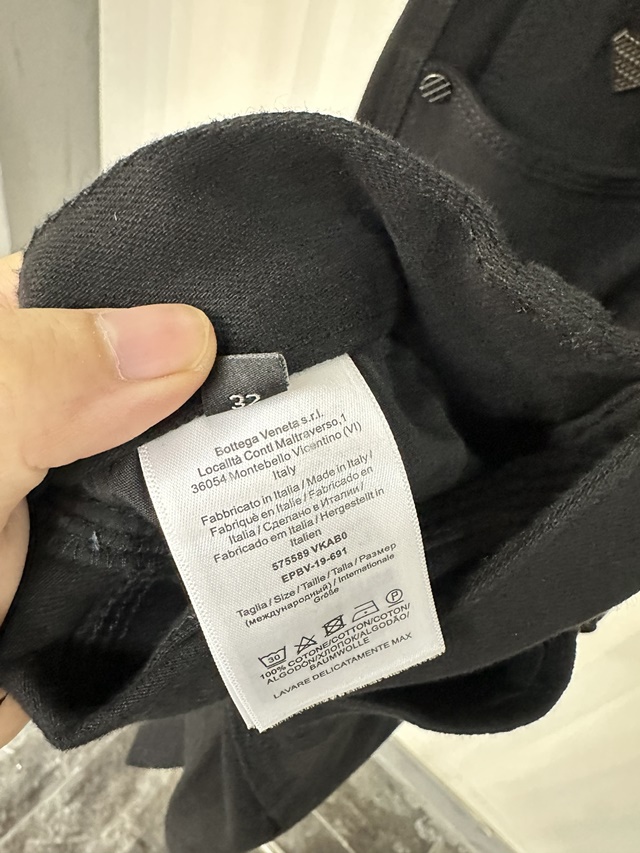 32
Bottega Veneta s.r.l.
Località Conti Maltraverso,1
36054 Montebello Vicentino (VI)
Italy
Fabbricato in Italia / Made in Italy /
Fabriqué en Italie / Fabricado en
Italia / Сделано в Италии /
Fabricado em Itália / Hergestellt in
Italien
575589 VKAB0
EPBV-19-691
Taglia / Size / Taille / Talla / Размер
(международный) / Internationale
Größe
30
P
100% COTONE/COTTON/COTON/
ALGODON/ХЛОПОК/ALGODÃO/
BAUMWOLLE
LAVARE DELICATAMENTE MAX